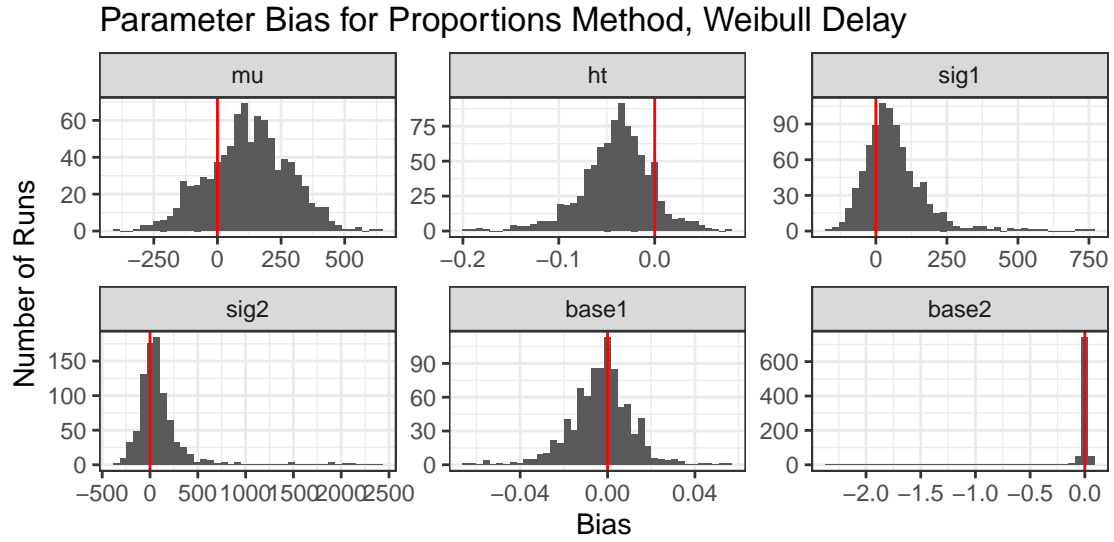 Parameter Bias for Proportions Method, Weibull Delay
mu
ht
sig1
60
40
20
0
−250 0 250 500
75
50
25
0
−0.2 −0.1 0.0
90
60
30
0
0 250 500 750
Number of Runs
sig2
base1
base2
150
100
50
0
−500 0 500 1000 1500 2000 2500
90
60
30
0
−0.04 0.00 0.04
600
400
200
0
−2.0 −1.5 −1.0 −0.5 0.0
Bias